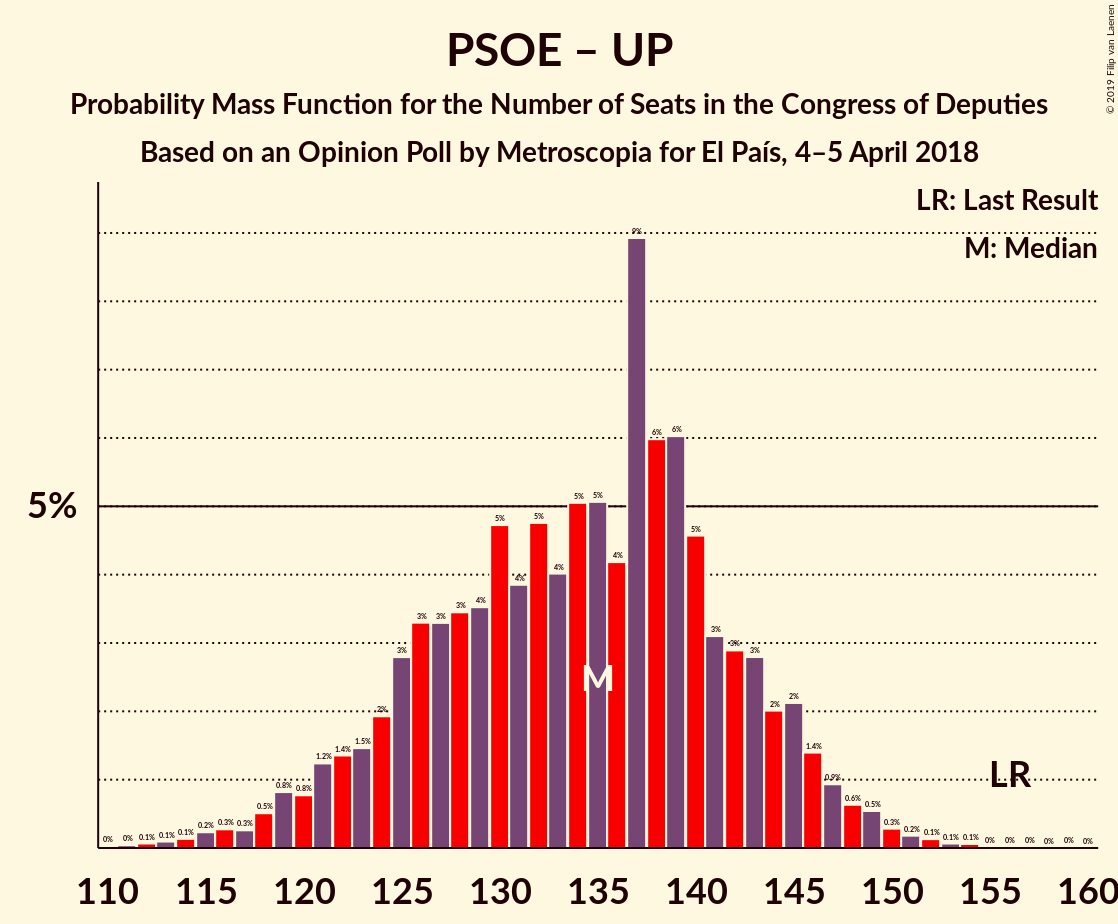 PSOE – UP
Probability Mass Function for the Number of Seats in the Congress of Deputies
Based on an Opinion Poll by Metroscopia for El País, 4–5 April 2018
© 2019 Filip van Laenen
LR: Last Result
M: Median
5%
0% 0% 0.1% 0.1% 0.1% 0.2% 0.3% 0.3% 0.5% 0.8% 0.8% 1.2% 1.4% 1.5% 2% 3% 3% 3% 3% 4% 5% 4% 5% 4% 5% 5% 4% 9% 6% 6% 5% 3% 3% 3% 2% 2% 1.4% 0.9% 0.6% 0.5% 0.3% 0.2% 0.1% 0.1% 0.1% 0% 0% 0% 0% 0% 0%
M
LR
110 115 120 125 130 135 140 145 150 155 160